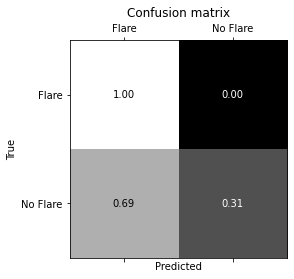 Confusion matrix
Flare No Flare
True
Flare 1.00 0.00
No Flare 0.69 0.31
Predicted